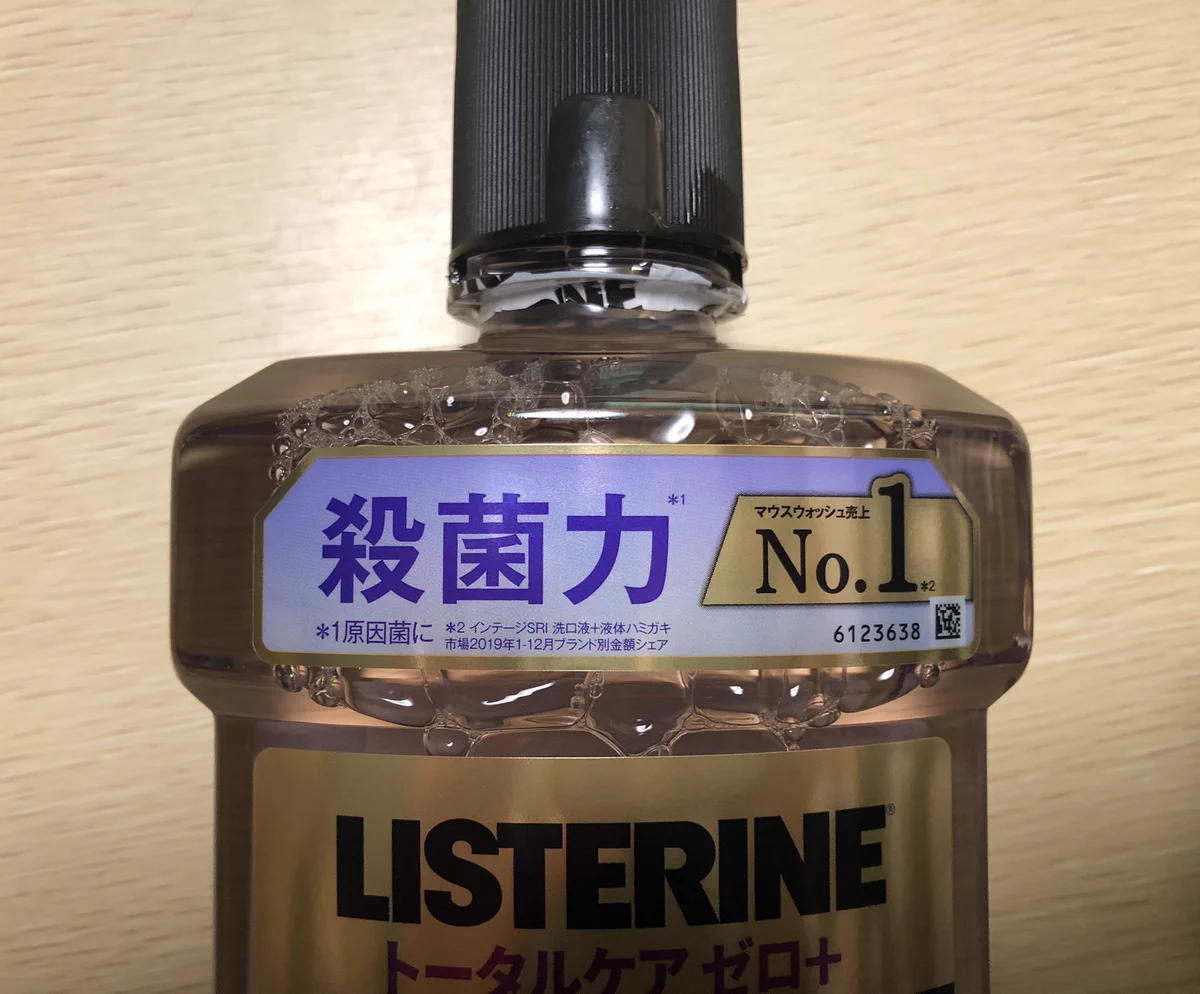 殺菌力*1
マウスウォッシュ売上
No.1*2
*1原因菌に
*2 インテージSRI 洗口液+液体ハミガキ
市場2019年1-12月ブランド別金額シェア
6123638
LISTERINE®
トータルケア ゼロ+